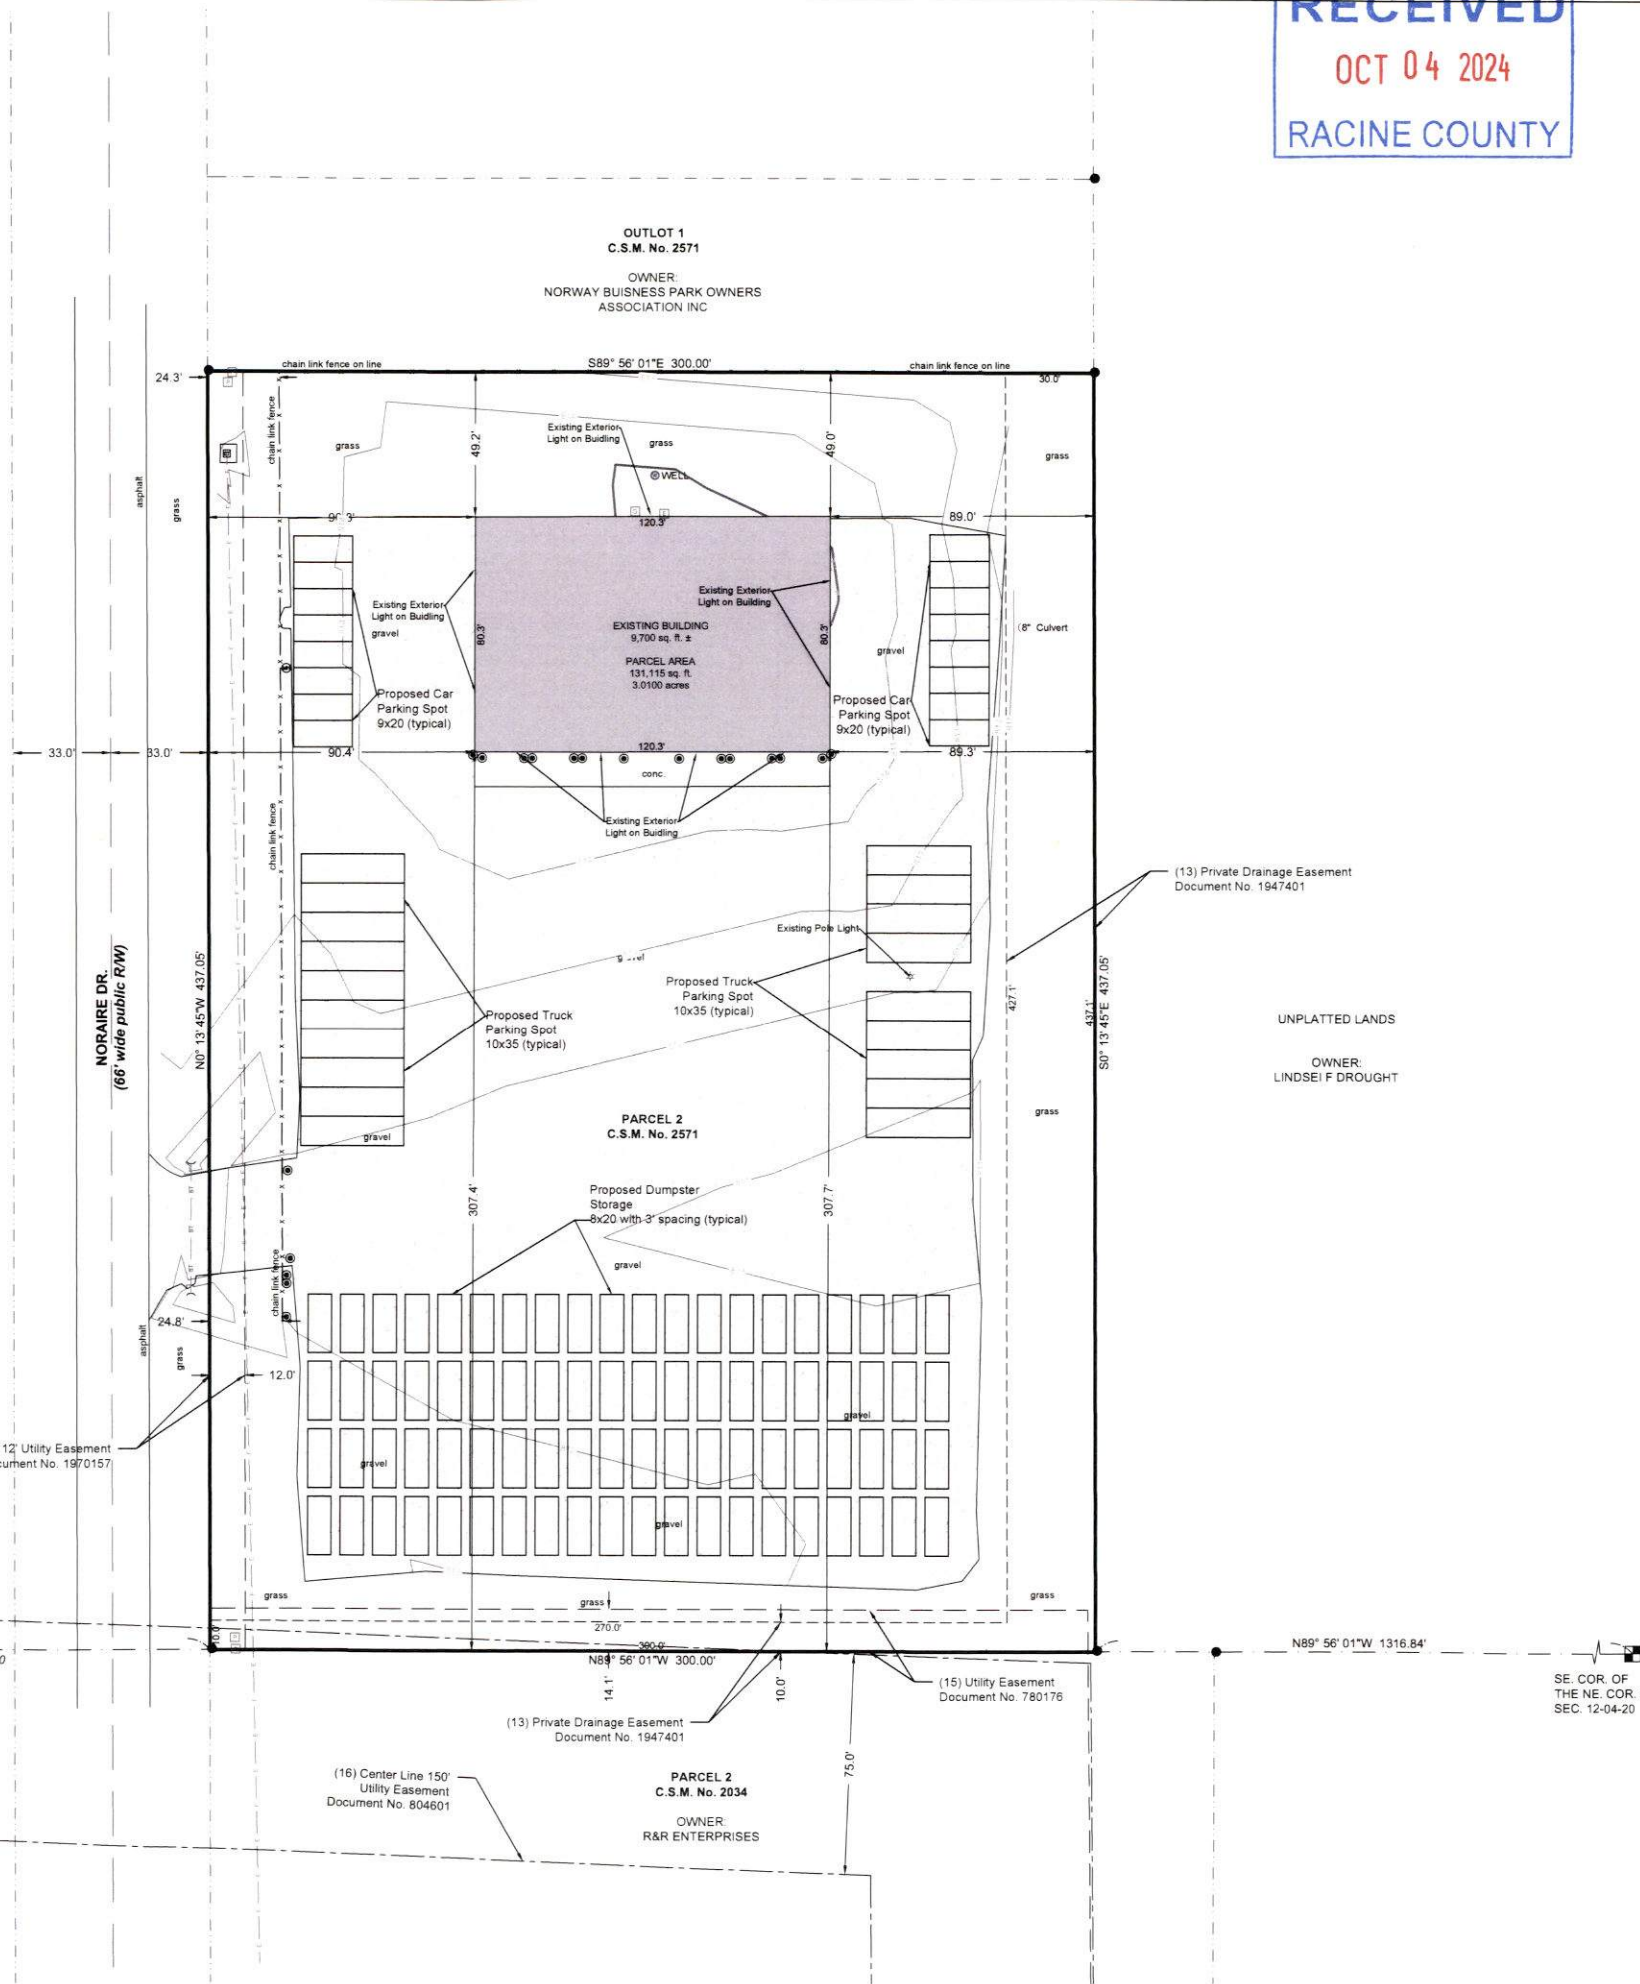 RECEIVED
OCT 04 2024
RACINE COUNTY
OUTLOT 1
C.S.M. No. 2571
OWNER:
NORWAY BUISNESS PARK OWNERS
ASSOCIATION INC
24.3'
chain link fence on line
S89° 56' 01"E 300.00'
chain link fence on line
30.0'
chain link fence
asphalt
grass
grass
49.2'
Existing Exterior
Light on Buidling
grass
WELL
49.0'
grass
90.3'
120.3'
89.0'
Existing Exterior
Light on Buidling
gravel
80.3'
Existing Exterior
Light on Building
EXISTING BUILDING
9,700 sq. ft. ±
PARCEL AREA
131,115 sq. ft.
3.0100 acres
80.3'
gravel
(8" Culvert
Proposed Car
Parking Spot
9x20 (typical)
Proposed Car
Parking Spot
9x20 (typical)
33.0'
33.0'
90.4'
120.3'
89.3'
conc.
Existing Exterior
Light on Buidling
chain link fence
(13) Private Drainage Easement
Document No. 1947401
Existing Pole Light
NORAIRE DR.
(66' wide public R/W)
N0° 13' 45"W 437.05'
Proposed Truck
Parking Spot
10x35 (typical)
Proposed Truck
Parking Spot
10x35 (typical)
427.1'
437.1'
S0° 13' 45"E 437.05'
UNPLATTED LANDS
OWNER:
LINDSEI F DROUGHT
gravel
PARCEL 2
C.S.M. No. 2571
grass
307.4'
307.7'
Proposed Dumpster
Storage
8x20 with 3' spacing (typical)
gravel
chain link fence
24.8'
asphalt
grass
12.0'
12' Utility Easement
cument No. 1970157
gravel
gravel
gravel
grass
grass
grass
10.0'
270.0'
300.0'
N89° 56' 01"W 300.00'
14.1'
10.0'
N89° 56' 01"W 1316.84'
SE. COR. OF
THE NE. COR.
SEC. 12-04-20
(15) Utility Easement
Document No. 780176
(13) Private Drainage Easement
Document No. 1947401
75.0'
(16) Center Line 150'
Utility Easement
Document No. 804601
PARCEL 2
C.S.M. No. 2034
OWNER:
R&R ENTERPRISES